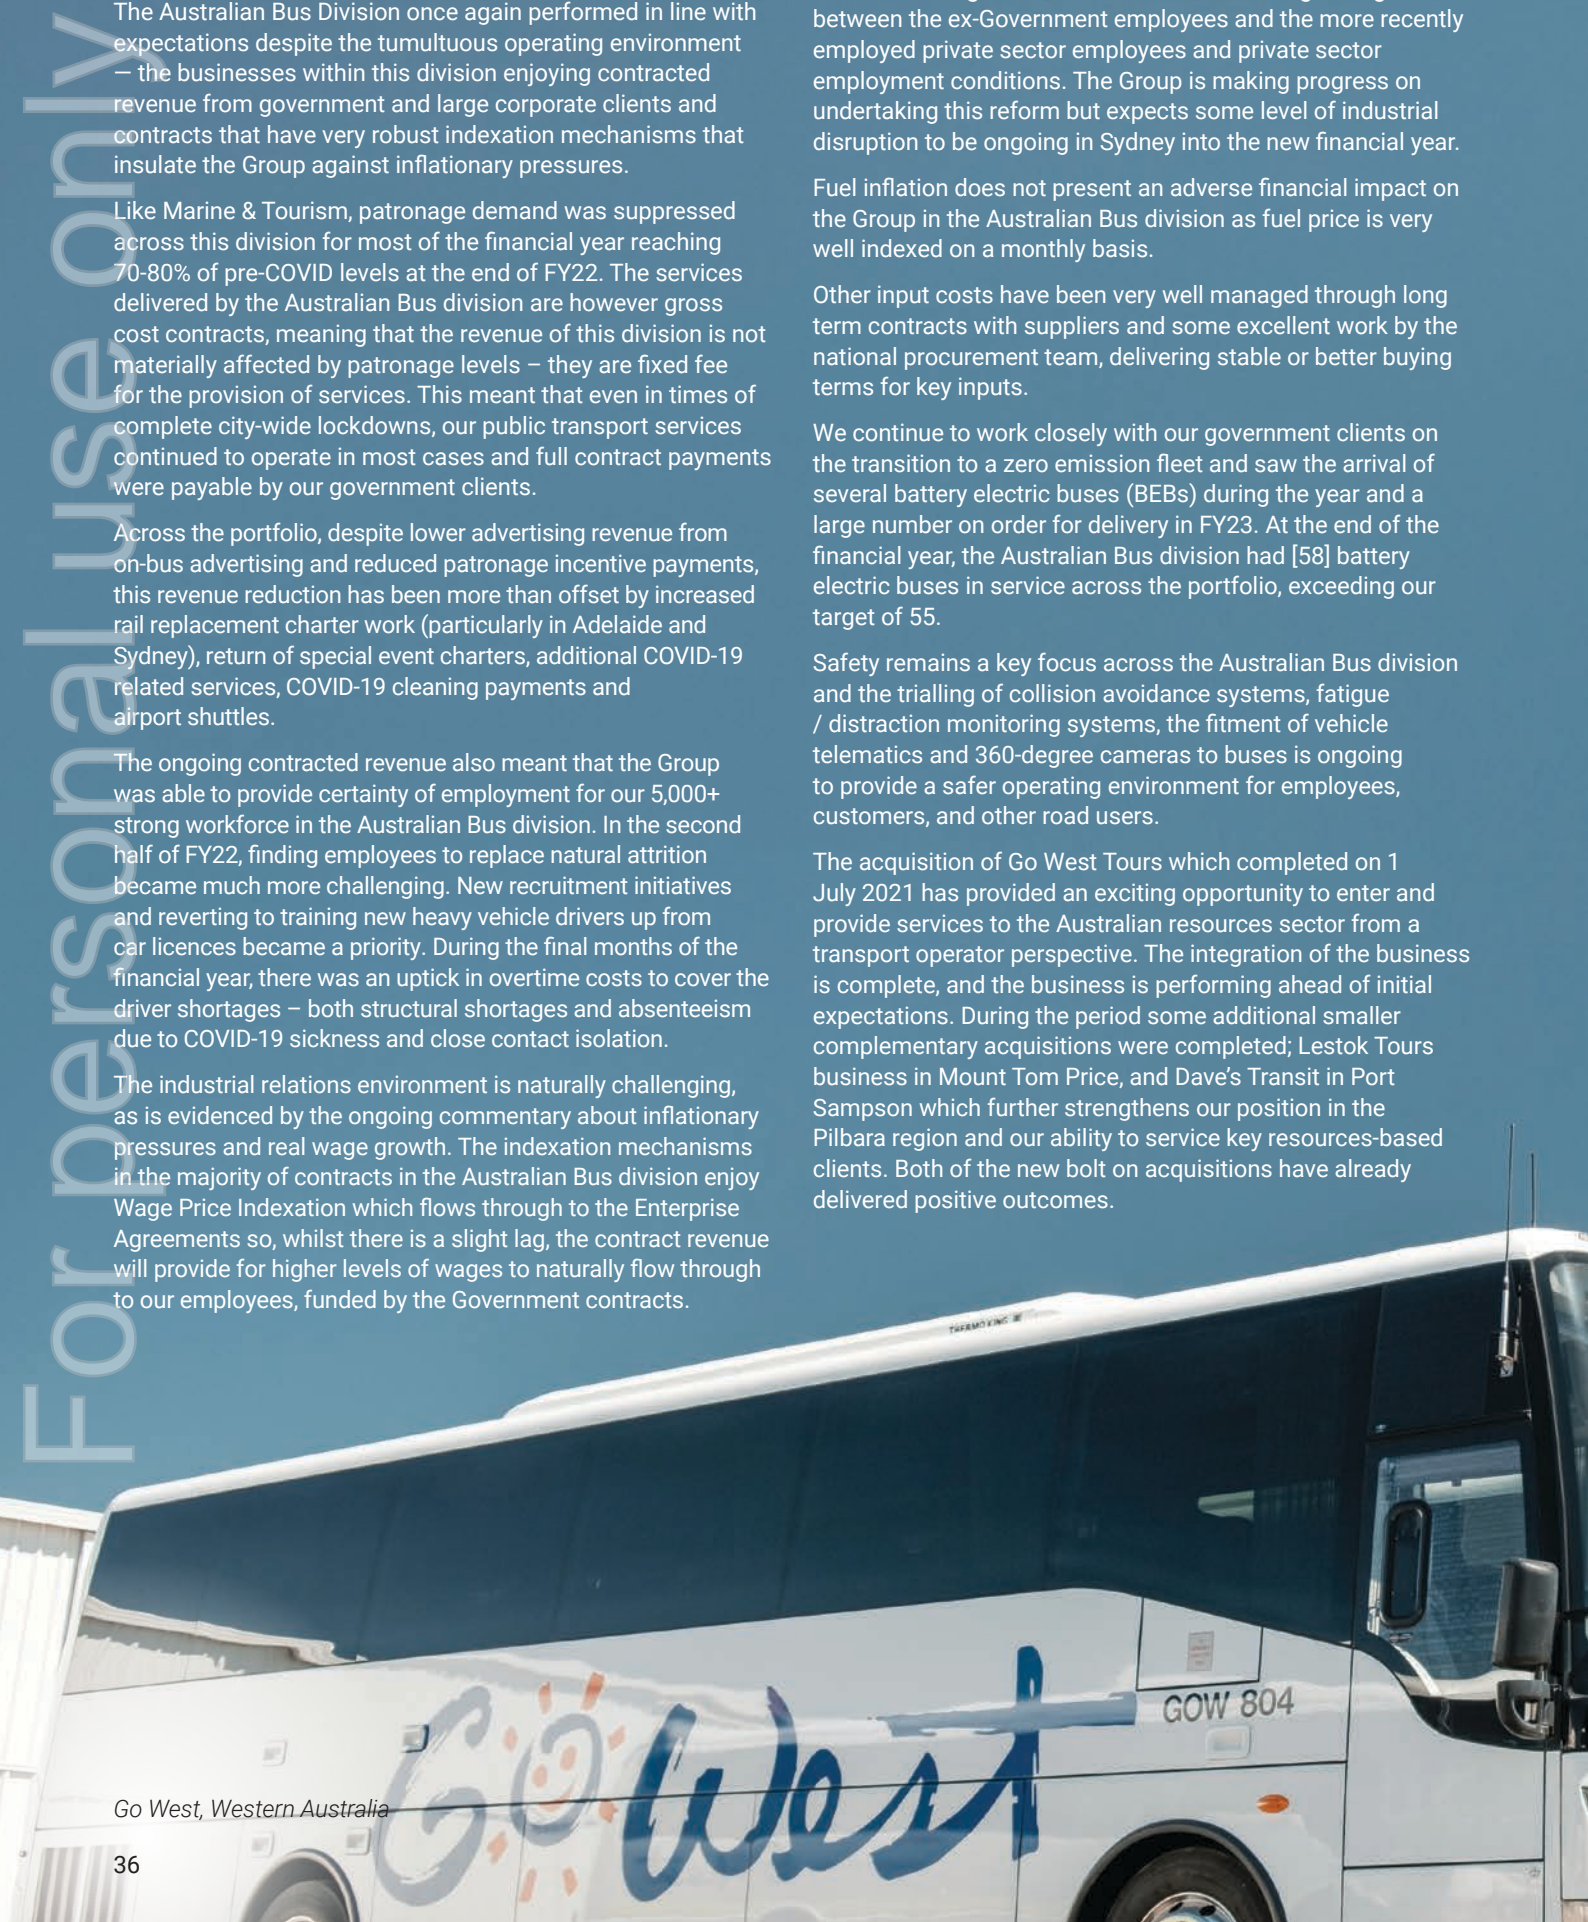 The Australian Bus Division once again performed in line with
expectations despite the tumultuous operating environment
– the businesses within this division enjoying contracted
revenue from government and large corporate clients and
contracts that have very robust indexation mechanisms that
insulate the Group against inflationary pressures.
Like Marine & Tourism, patronage demand was suppressed
across this division for most of the financial year reaching
70-80% of pre-COVID levels at the end of FY22. The services
delivered by the Australian Bus division are however gross
cost contracts, meaning that the revenue of this division is not
materially affected by patronage levels – they are fixed fee
for the provision of services. This meant that even in times of
complete city-wide lockdowns, our public transport services
continued to operate in most cases and full contract payments
were payable by our government clients.
Across the portfolio, despite lower advertising revenue from
on-bus advertising and reduced patronage incentive payments,
this revenue reduction has been more than offset by increased
rail replacement charter work (particularly in Adelaide and
Sydney), return of special event charters, additional COVID-19
related services, COVID-19 cleaning payments and
airport shuttles.
The ongoing contracted revenue also meant that the Group
was able to provide certainty of employment for our 5,000+
strong workforce in the Australian Bus division. In the second
half of FY22, finding employees to replace natural attrition
became much more challenging. New recruitment initiatives
and reverting to training new heavy vehicle drivers up from
car licences became a priority. During the final months of the
financial year, there was an uptick in overtime costs to cover the
driver shortages – both structural shortages and absenteeism
due to COVID-19 sickness and close contact isolation.
The industrial relations environment is naturally challenging,
as is evidenced by the ongoing commentary about inflationary
pressures and real wage growth. The indexation mechanisms
in the majority of contracts in the Australian Bus division enjoy
Wage Price Indexation which flows through to the Enterprise
Agreements so, whilst there is a slight lag, the contract revenue
will provide for higher levels of wages to naturally flow through
to our employees, funded by the Government contracts.
between the ex-Government employees and the more recently
employed private sector employees and private sector
employment conditions. The Group is making progress on
undertaking this reform but expects some level of industrial
disruption to be ongoing in Sydney into the new financial year.
Fuel inflation does not present an adverse financial impact on
the Group in the Australian Bus division as fuel price is very
well indexed on a monthly basis.
Other input costs have been very well managed through long
term contracts with suppliers and some excellent work by the
national procurement team, delivering stable or better buying
terms for key inputs.
We continue to work closely with our government clients on
the transition to a zero emission fleet and saw the arrival of
several battery electric buses (BEBs) during the year and a
large number on order for delivery in FY23. At the end of the
financial year, the Australian Bus division had [58] battery
electric buses in service across the portfolio, exceeding our
target of 55.
Safety remains a key focus across the Australian Bus division
and the trialling of collision avoidance systems, fatigue
/ distraction monitoring systems, the fitment of vehicle
telematics and 360-degree cameras to buses is ongoing
to provide a safer operating environment for employees,
customers, and other road users.
The acquisition of Go West Tours which completed on 1
July 2021 has provided an exciting opportunity to enter and
provide services to the Australian resources sector from a
transport operator perspective. The integration of the business
is complete, and the business is performing ahead of initial
expectations. During the period some additional smaller
complementary acquisitions were completed; Lestok Tours
business in Mount Tom Price, and Dave's Transit in Port
Sampson which further strengthens our position in the
Pilbara region and our ability to service key resources-based
clients. Both of the new bolt on acquisitions have already
delivered positive outcomes.
THERMO KING
GOW 804
Go West
Go West, Western Australia
36
For personal use only